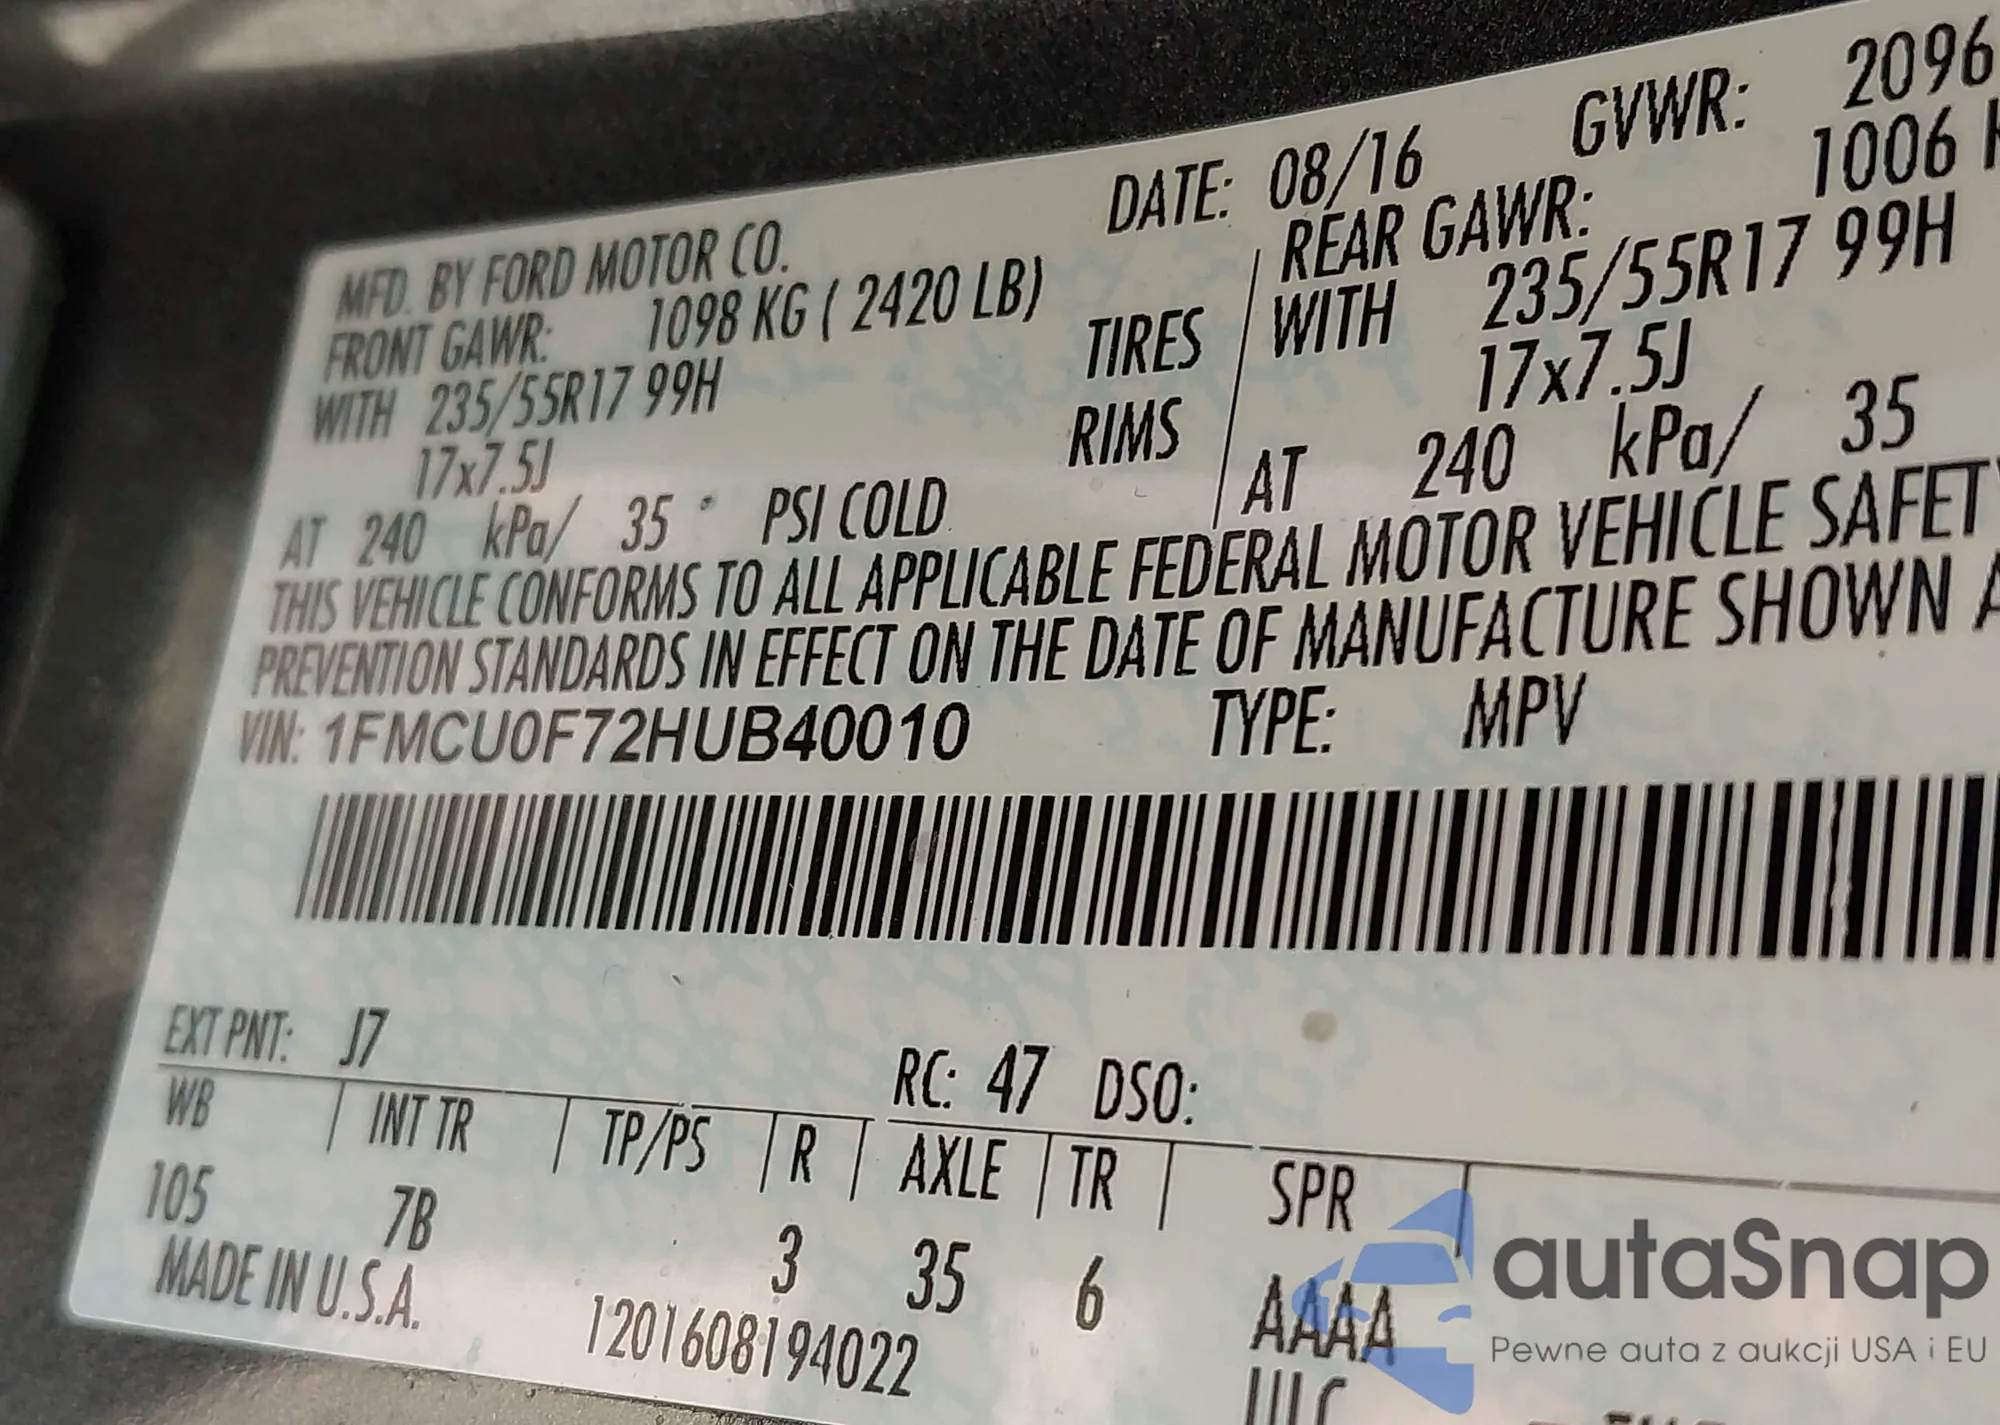 MFD. BY FORD MOTOR CO.
DATE: 08/16
GVWR: 2096
FRONT GAWR: 1098 KG ( 2420 LB)
REAR GAWR: 1006
WITH 235/55R17 99H
TIRES
WITH 235/55R17 99H
17x7.5J
RIMS
17x7.5J
AT 240 kPa/ 35 PSI COLD
AT 240 kPa/ 35
THIS VEHICLE CONFORMS TO ALL APPLICABLE FEDERAL MOTOR VEHICLE SAFETY
PREVENTION STANDARDS IN EFFECT ON THE DATE OF MANUFACTURE SHOWN
VIN: 1FMCU0F72HUB40010
TYPE: MPV
EXT PNT: J7
RC: 47 DSO:
WB INT TR TP/PS R AXLE TR SPR
105 7B 3 35 6 AAAA
MADE IN U.S.A.
1201608194022
autaSnap
Pewne auta z aukcji USA i EU